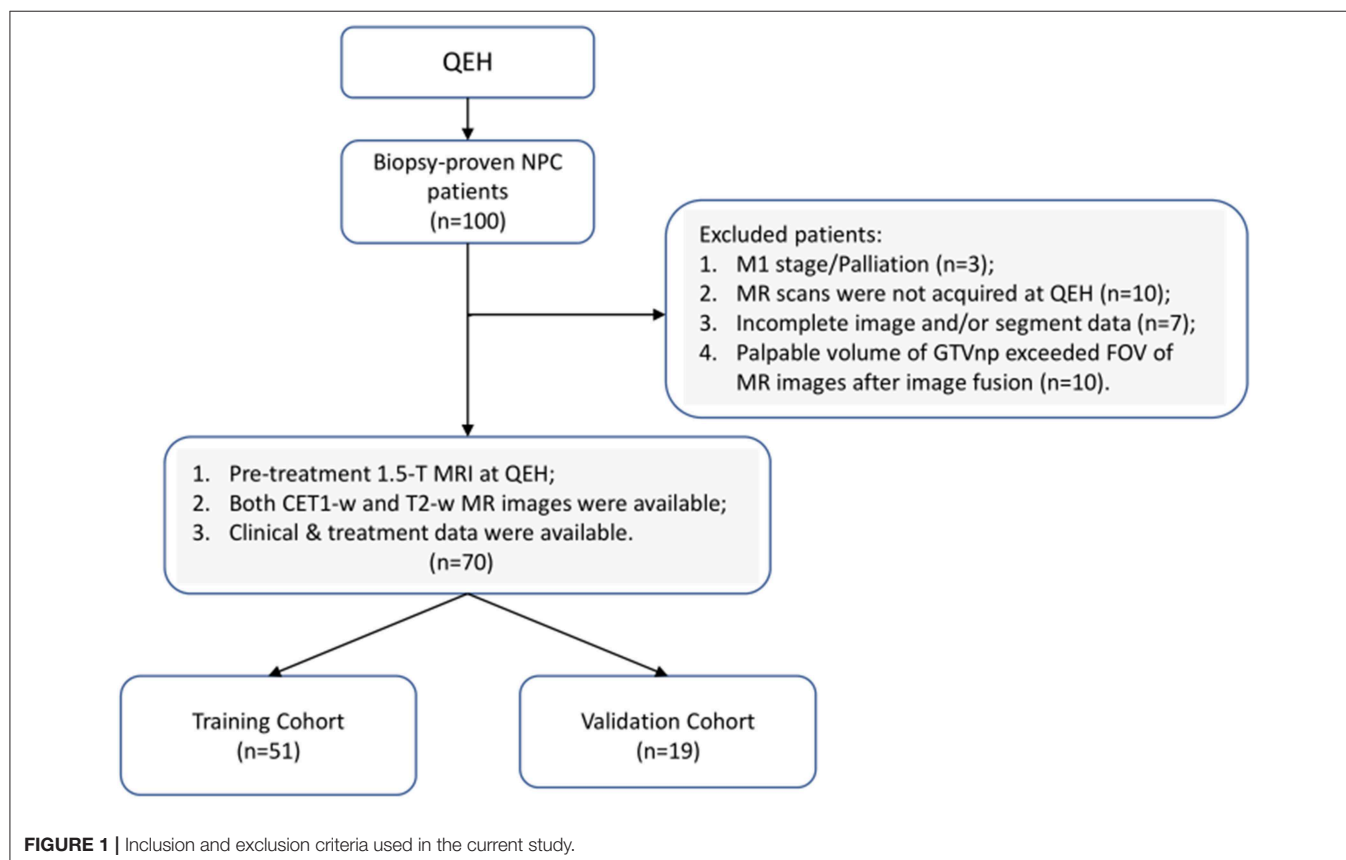 QEH
Biopsy-proven NPC
patients
(n=100)
Excluded patients:
1. M1 stage/Palliation (n=3);
2. MR scans were not acquired at QEH (n=10);
3. Incomplete image and/or segment data (n=7);
4. Palpable volume of GTVnp exceeded FOV of
MR images after image fusion (n=10).
1. Pre-treatment 1.5-T MRI at QEH;
2. Both CET1-w and T2-w MR images were available;
3. Clinical & treatment data were available.
(n=70)
Training Cohort
(n=51)
Validation Cohort
(n=19)
FIGURE 1 | Inclusion and exclusion criteria used in the current study.